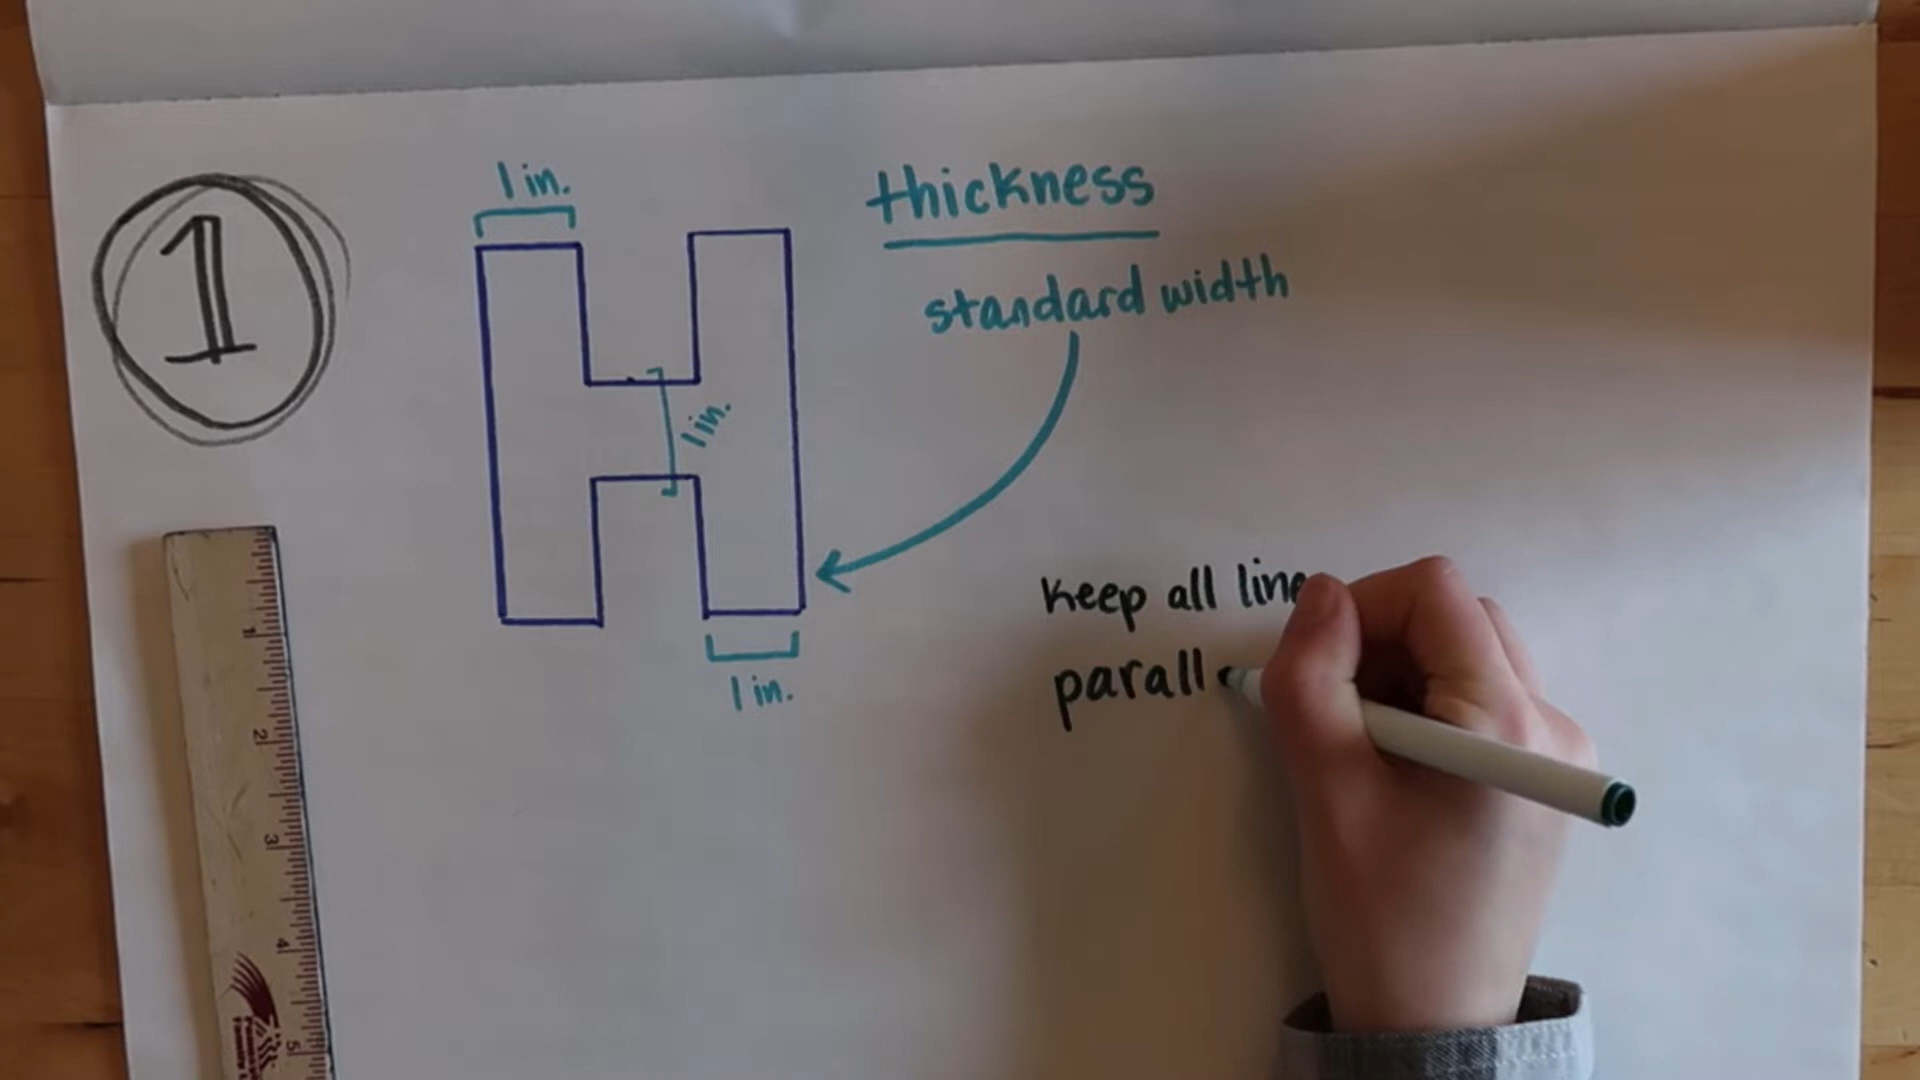 1
1 in.
thickness
standard width
1 in.
keep all line
parall
1 in.
1
2
3
4
5